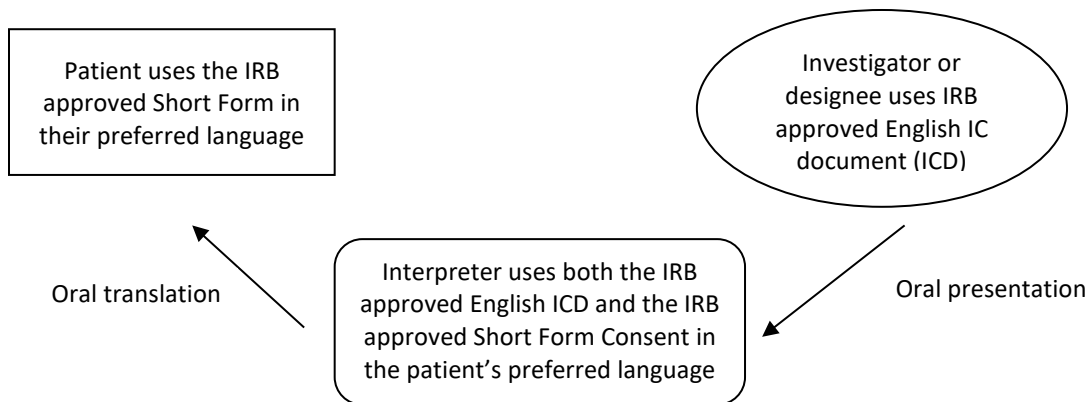 Patient uses the IRB
approved Short Form in
their preferred language
Investigator or
designee uses IRB
approved English IC
document (ICD)
Oral translation
Interpreter uses both the IRB
approved English ICD and the IRB
approved Short Form Consent in
the patient’s preferred language
Oral presentation